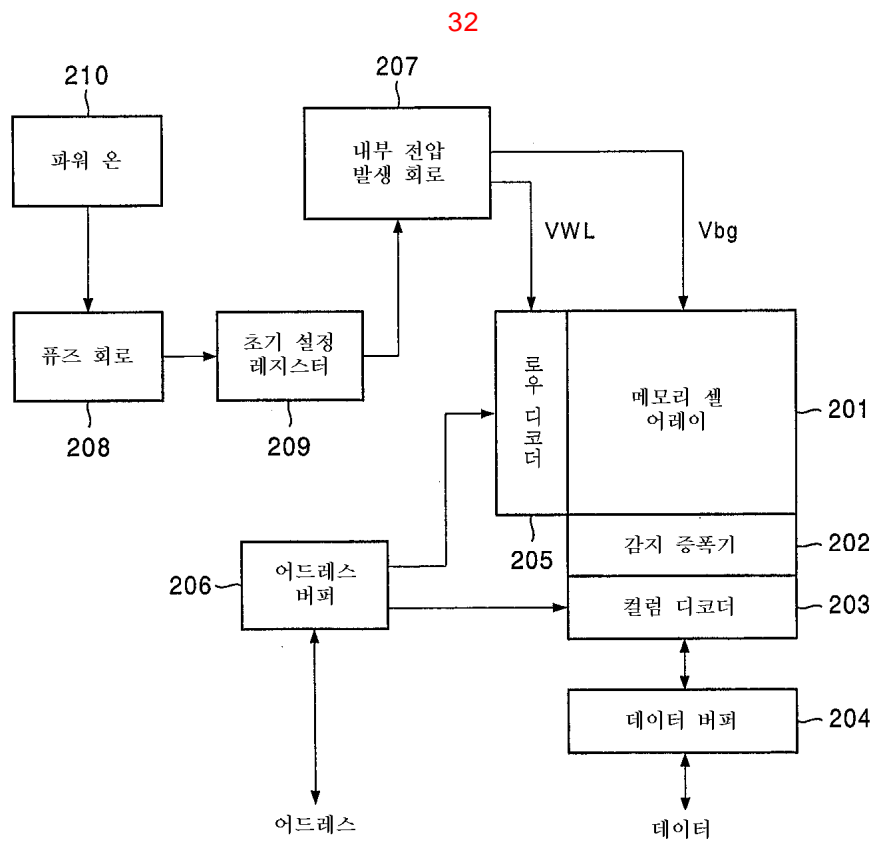 32
210
207
파워 온
내부 전압
발생 회로
VWL
Vbg
퓨즈 회로
초기 설정
레지스터
208
209
로우 디코더
메모리 셀
어레이
201
205
감지 증폭기
202
206
어드레스
버퍼
컬럼 디코더
203
데이터 버퍼
204
어드레스
데이터